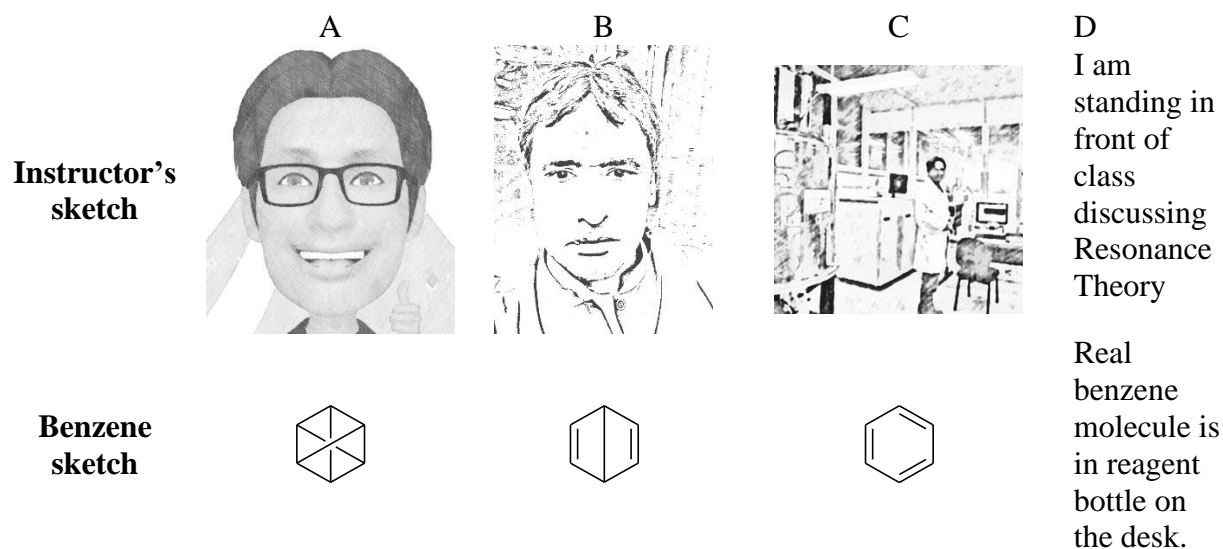 A
B
C
D
Instructor’s
sketch
I am
standing in
front of
class
discussing
Resonance
Theory
Benzene
sketch
Real
benzene
molecule is
in reagent
bottle on
the desk.